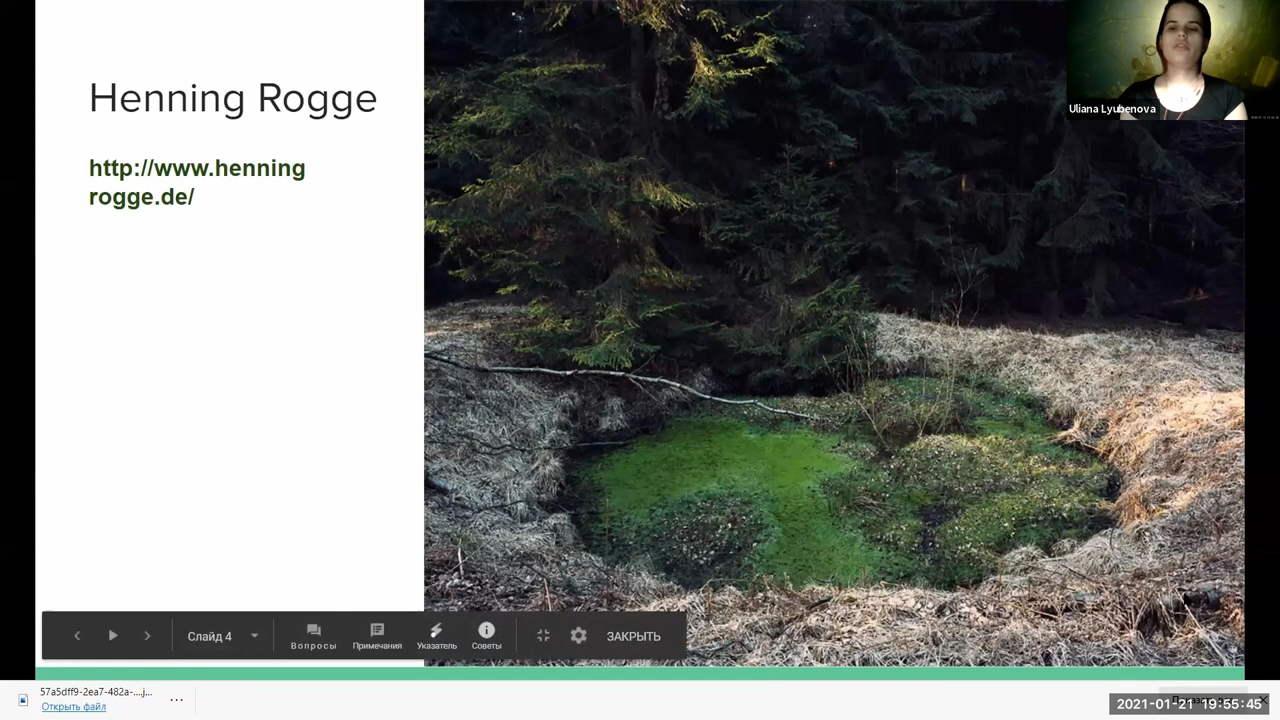 Henning Rogge
http://www.henning
rogge.de/
Uliana Lyubenova
Слайд 4
Вопросы
Примечания
Указатель
Советы
ЗАКРЫТЬ
57a5dff9-2ea7-482a-....j...
Открыть файл
2021-01-21 19:55:45